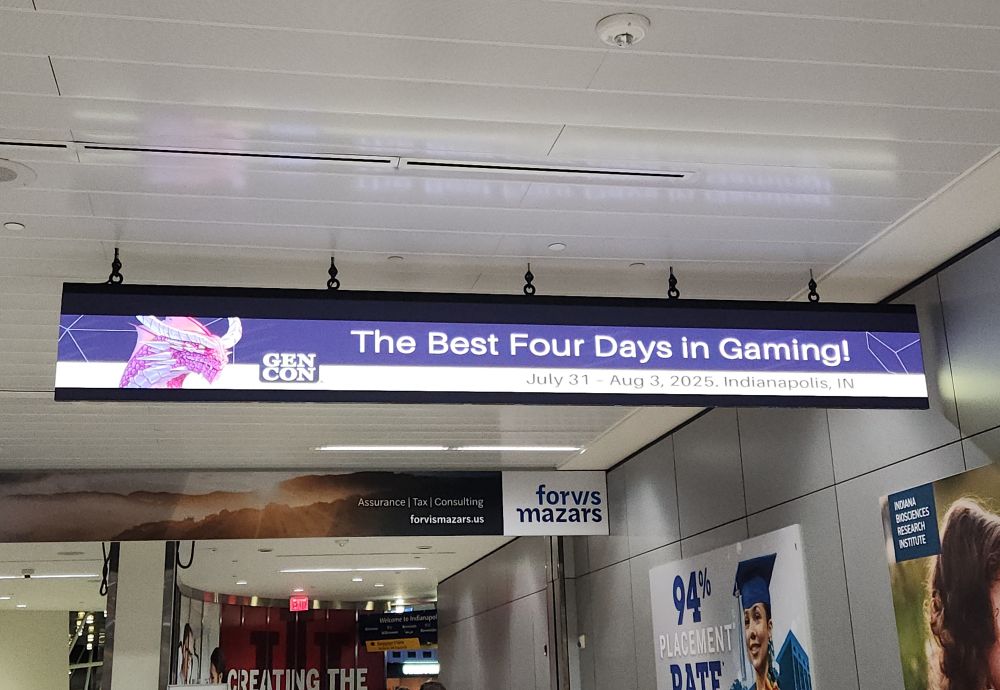 The Best Four Days in Gaming!
GEN
CON
July 31 - Aug 3, 2025. Indianapolis, IN
Assurance | Tax | Consulting
forvismazars.us
forvis
mazars
INDIANA
BIOSCIENCES
RESEARCH
INSTITUTE
94%
PLACEMENT
RATE
EXIT
Welcome to Indianapol
CREATING THE